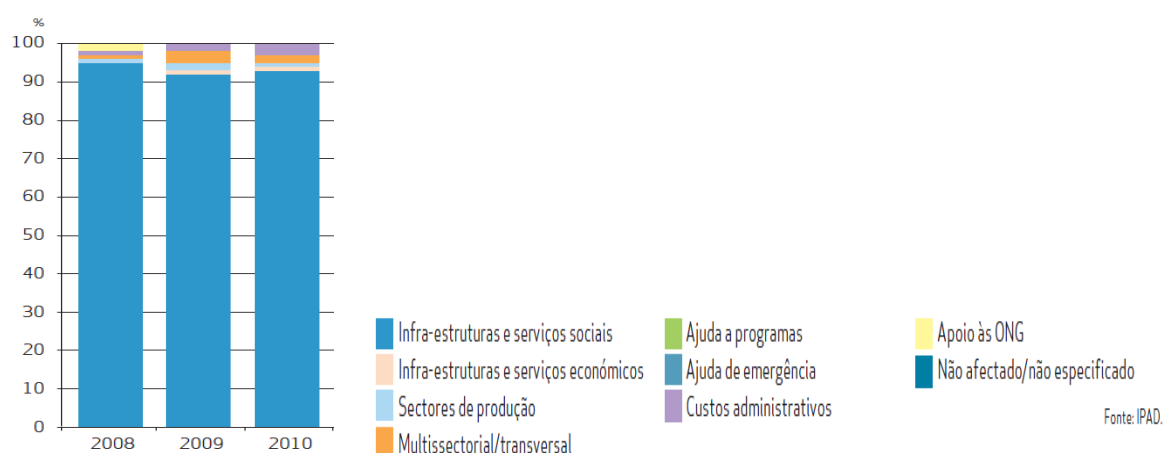 %
100
90
80
70
60
50
40
30
20
10
0
2008 2009 2010
Infra-estruturas e serviços sociais
Infra-estruturas e serviços económicos
Sectores de produção
Multissectorial/transversal
Ajuda a programas
Ajuda de emergência
Custos administrativos
Apoio às ONG
Não afectado/não especificado
Fonte: IPAD.